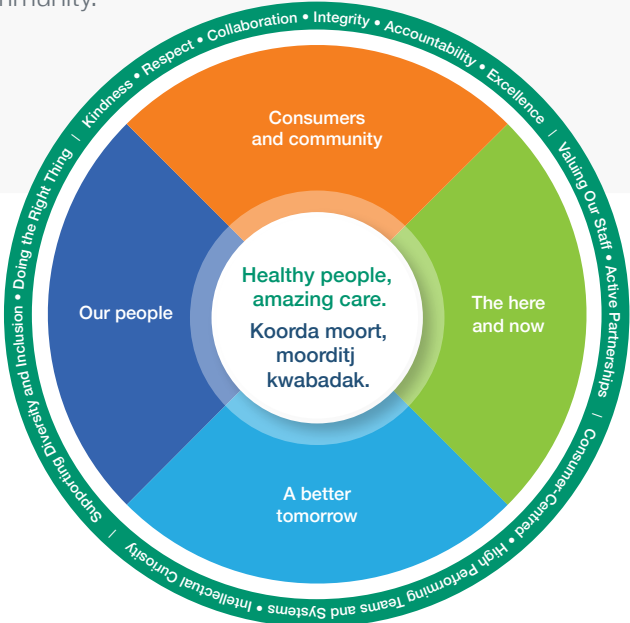 mmunity.
Kindness • Respect • Collaboration • Integrity • Accountability • Excellence | Valuing Our Staff • Active Partnerships | Consumer-Centred • High Performing Teams and Systems • Intellectual Curiosity | Supporting Diversity and Inclusion • Doing the Right Thing |
Consumers
and community
Our people
Healthy people,
amazing care.
Koorda moort,
moorditj
kwabadak.
The here
and now
A better
tomorrow